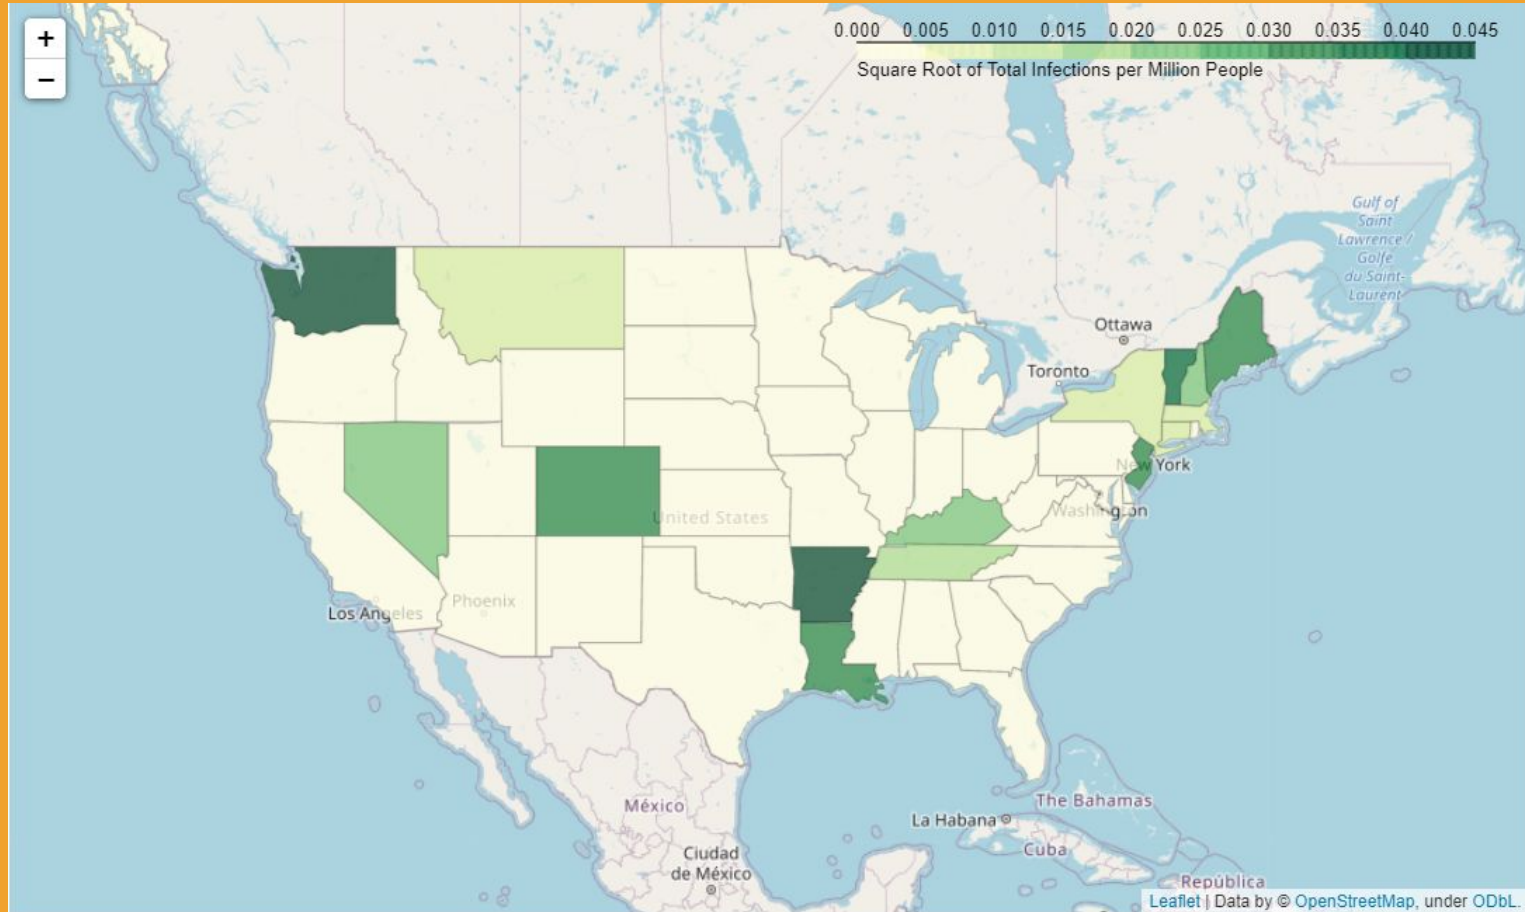 +
−
0.000 0.005 0.010 0.015 0.020 0.025 0.030 0.035 0.040 0.045
Square Root of Total Infections per Million People
Gulf of
Saint
Lawrence /
Golfe
du Saint-
Laurent
Ottawa
Toronto
New York
Washington
United States
Phoenix
Los Angeles
México
Ciudad
de México
The Bahamas
La Habana
Cuba
República
Leaflet | Data by © OpenStreetMap, under ODbL.